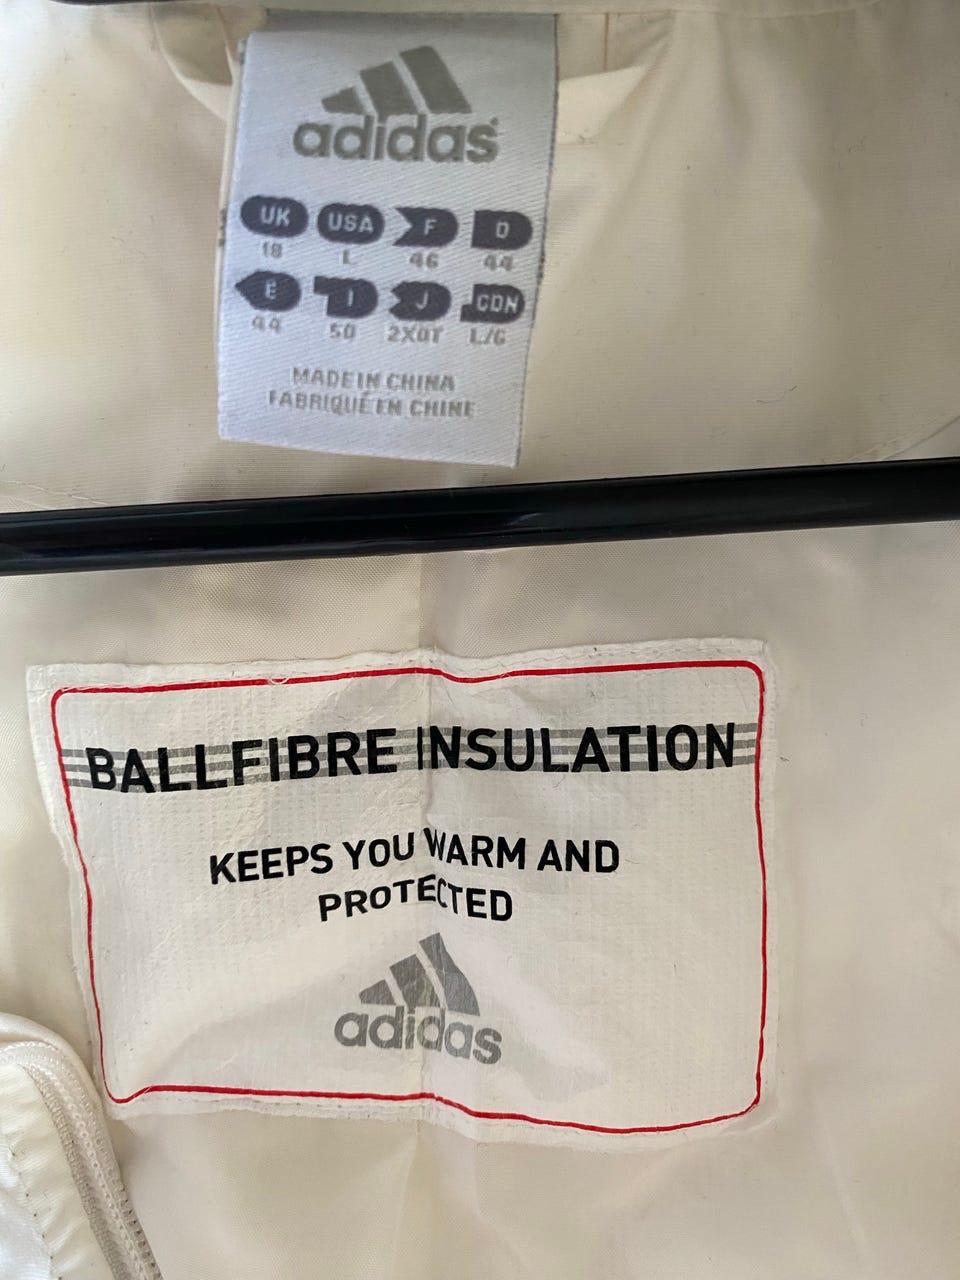 adidas
UK USA F D
18 L 46 44
E I J CDN
44 50 2XOT L/G
MADE IN CHINA
FABRIQUÉ EN CHINE
BALLFIBRE INSULATION
KEEPS YOU WARM AND
PROTECTED
adidas